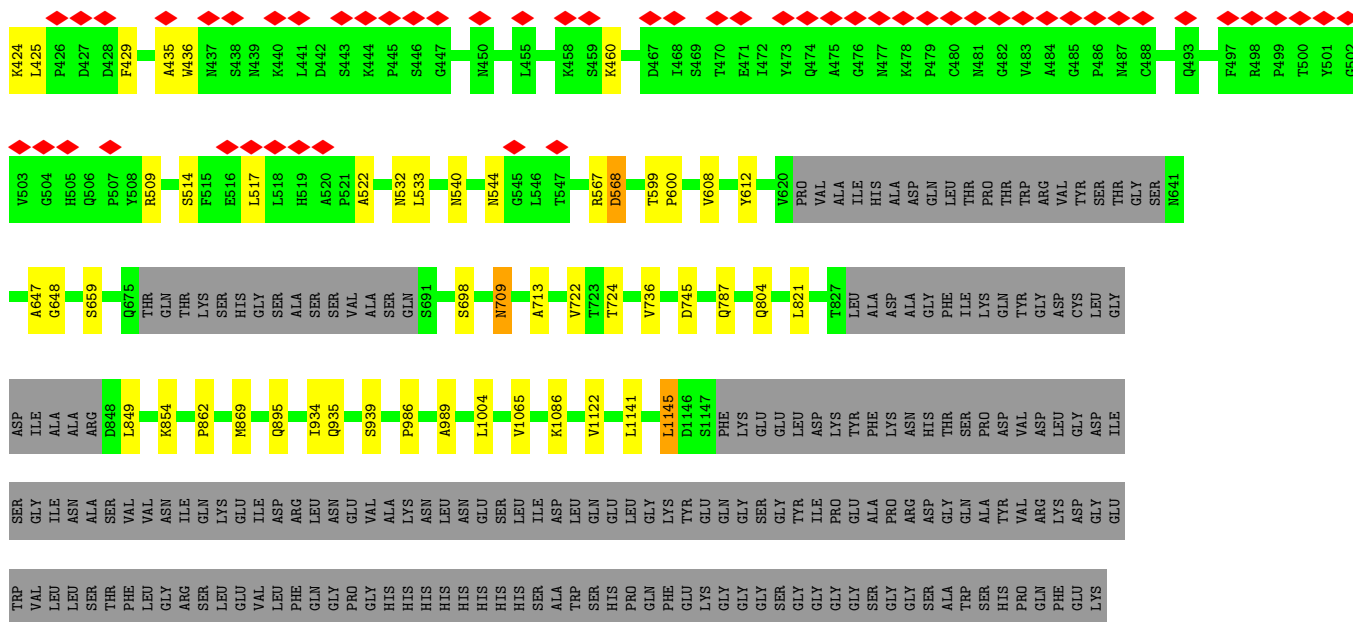 K424 L425 P426 D427 D428 F429 A435 W436 N437 S438 N439 K440 L441 D442 S443 K444 P445 S446 G447 N450 L455 K458 S459 K460 D467 I468 S469 T470 E471 I472 Y473 Q474 A475 G476 N477 K478 P479 C480 N481 G482 V483 A484 G485 P486 N487 C488 Q493 F497 R498 P499 T500 Y501 G502
V503 G504 H505 Q506 P507 Y508 R509 S514 F515 E516 L517 L518 H519 A520 P521 A522 N532 L533 N540 N544 G545 L546 T547 R567 D568 T599 P600 V608 Y612 V620 PRO VAL ALA ILE HIS ALA ASP GLN LEU THR PRO THR TRP ARG VAL TYR SER THR GLY SER N641
A647 G648 S659 Q675 THR GLN THR LYS SER HIS GLY SER ALA SER SER VAL ALA SER GLN S691 S698 N709 A713 V722 T723 T724 V736 D745 Q787 Q804 L821 T827 LEU ALA ASP ALA GLY PHE ILE LYS GLN TYR GLY ASP CYS LEU GLY
ASP ILE ALA ALA ARG D848 L849 K854 P862 M869 Q895 I934 Q935 S939 P986 A989 L1004 V1065 K1086 V1122 L1141 L1145 D1146 S1147 PHE LYS GLU GLU LEU ASP LYS TYR PHE LYS ASN HIS THR SER PRO ASP VAL ASP LEU GLY ASP ILE
SER GLY ILE ASN ALA SER VAL VAL ASN ILE GLN LYS GLU ILE ASP ARG LEU ASN GLU VAL ALA LYS ASN LEU ASN GLU SER LEU ILE ASP LEU GLN GLU LEU GLY LYS TYR GLU GLN GLY SER GLY TYR ILE PRO GLU ALA PRO ARG ASP GLY GLN ALA TYR VAL ARG LYS ASP GLY GLU
TRP VAL LEU LEU SER THR PHE LEU GLY ARG SER LEU GLU VAL LEU PHE GLN GLY PRO GLY HIS HIS HIS HIS HIS HIS HIS HIS SER ALA TRP SER HIS PRO GLN PHE GLU LYS GLY GLY GLY SER GLY GLY GLY GLY SER GLY GLY SER ALA TRP SER HIS PRO GLN PHE GLU LYS